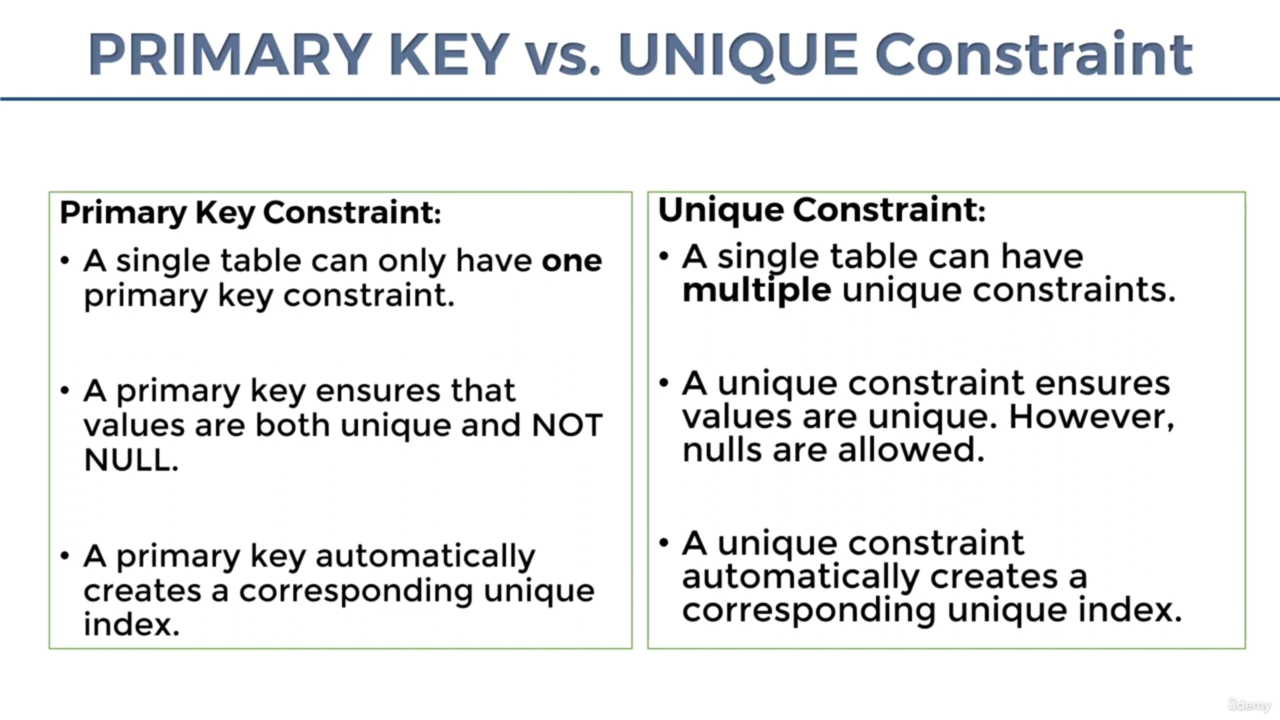 PRIMARY KEY vs. UNIQUE Constraint
Primary Key Constraint:
• A single table can only have one
primary key constraint.
• A primary key ensures that
values are both unique and NOT
NULL.
• A primary key automatically
creates a corresponding unique
index.
Unique Constraint:
• A single table can have
multiple unique constraints.
• A unique constraint ensures
values are unique. However,
nulls are allowed.
• A unique constraint
automatically creates a
corresponding unique index.
ûdemy